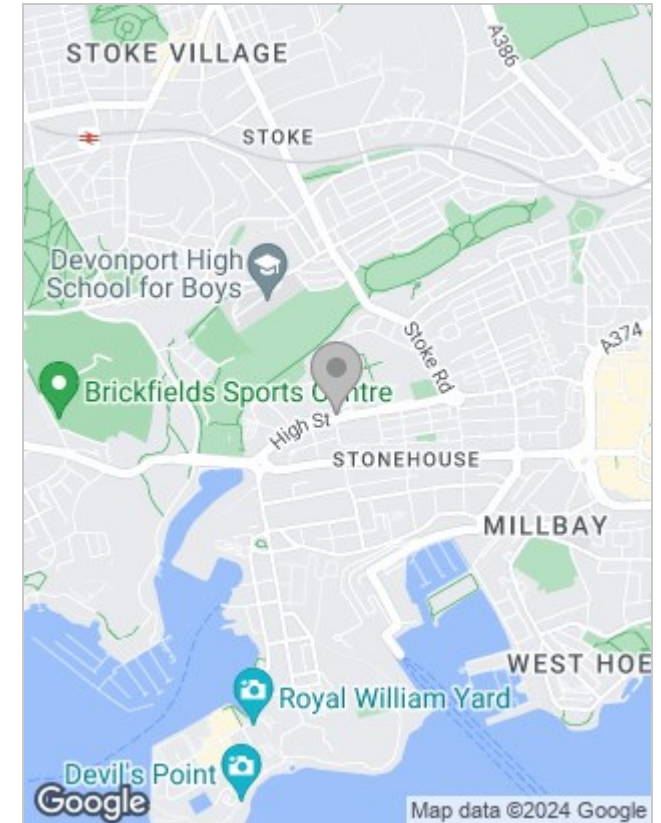 STOKE VILLAGE
A386
STOKE
Devonport High
School for Boys
A374
Stoke Rd
Brickfields Sports Centre
High St
STONEHOUSE
MILLBAY
WEST HOE
Royal William Yard
Devil's Point
Google
Map data ©2024 Google